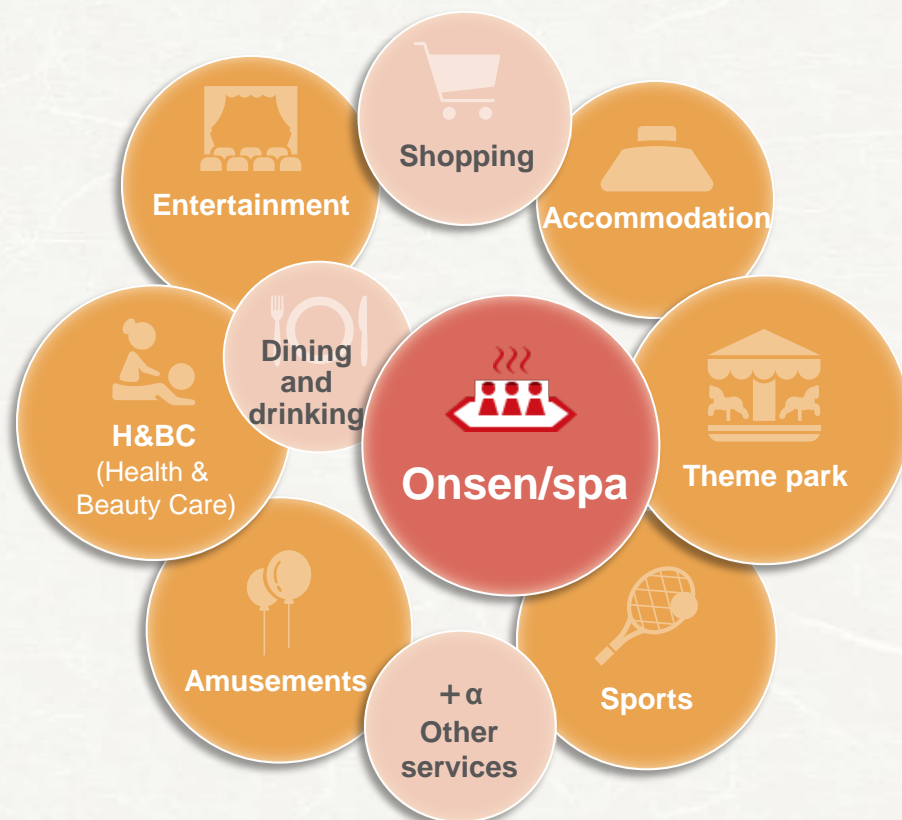 Shopping
Entertainment
Accommodation
Dining
and
drinking
H&BC
(Health &
Beauty Care)
Onsen/spa
Theme park
Amusements
+α
Other
services
Sports